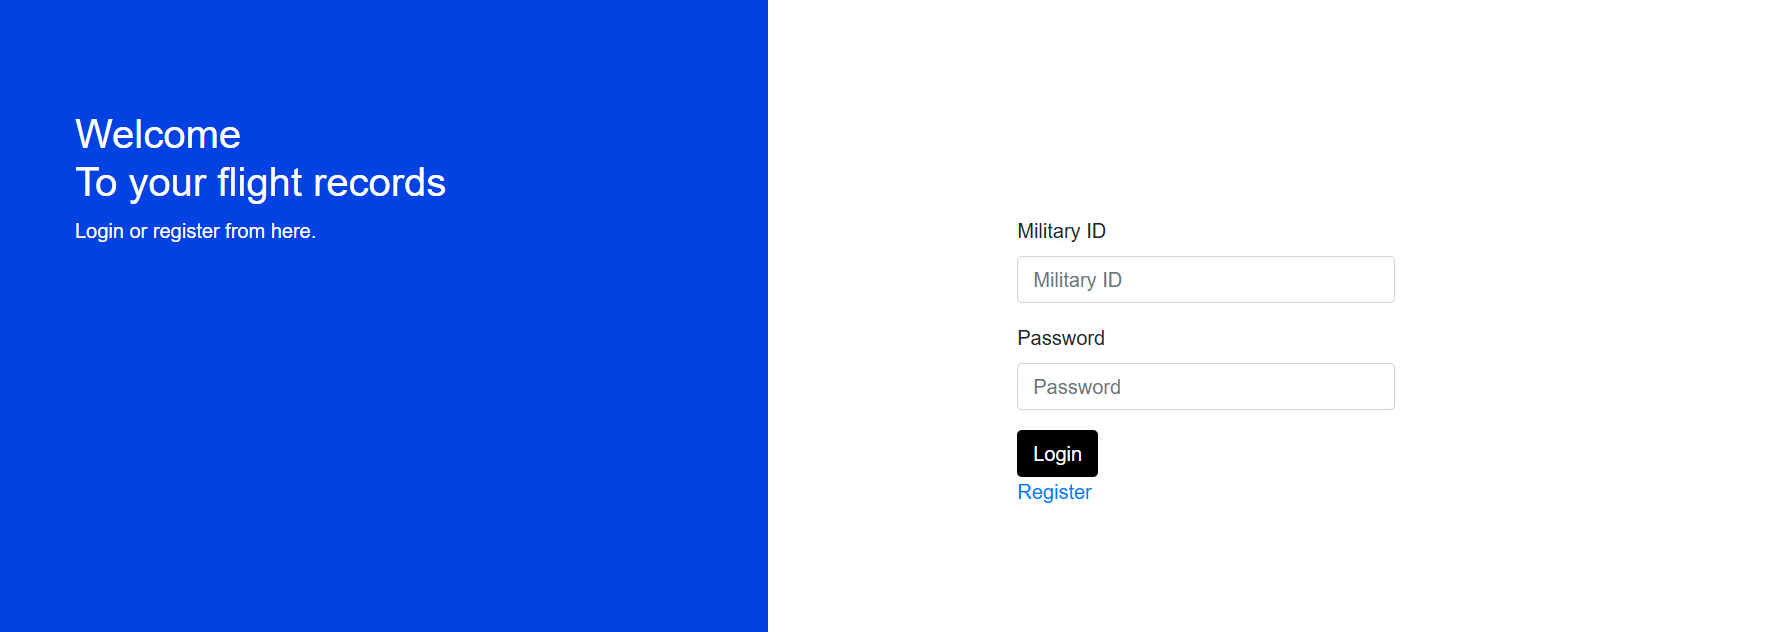 Welcome
To your flight records
Login or register from here.
Military ID
Military ID
Password
Password
Login
Register